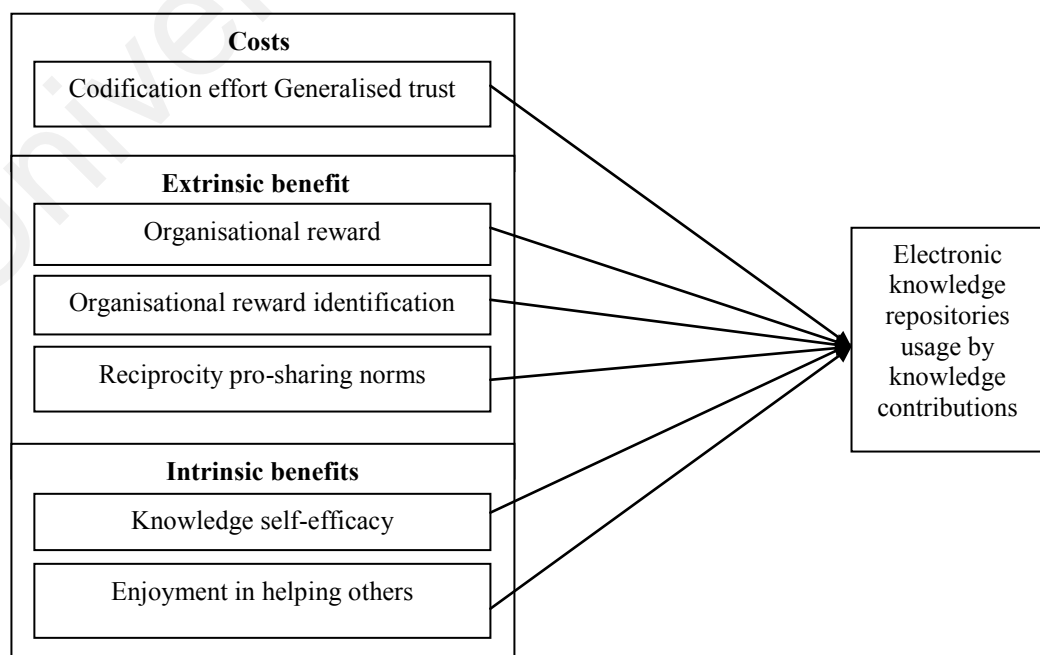 Costs
Codification effort Generalised trust
Extrinsic benefit
Organisational reward
Organisational reward identification
Reciprocity pro-sharing norms
Intrinsic benefits
Knowledge self-efficacy
Enjoyment in helping others
Electronic
knowledge
repositories
usage by
knowledge
contributions